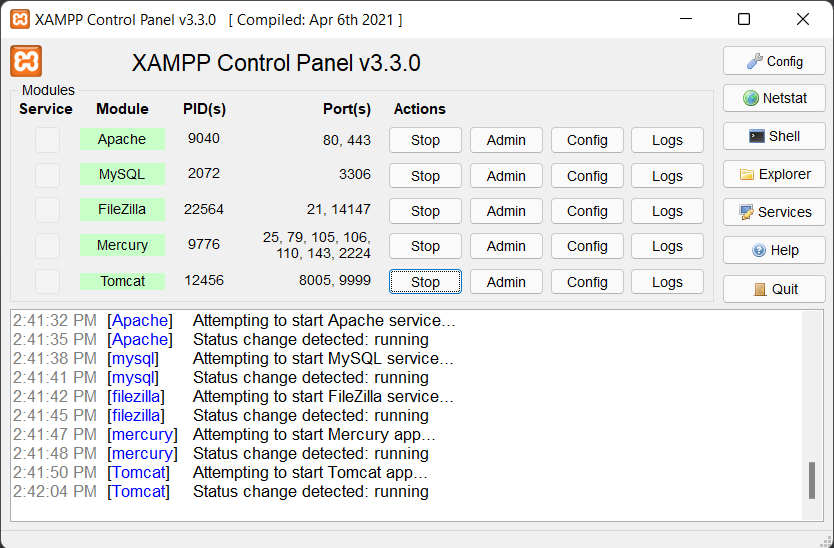 XAMPP Control Panel v3.3.0 [ Compiled: Apr 6th 2021 ]
XAMPP Control Panel v3.3.0
Config
Modules
Service Module PID(s) Port(s) Actions
Netstat
Apache 9040 80, 443 Stop Admin Config Logs
Shell
MySQL 2072 3306 Stop Admin Config Logs
Explorer
FileZilla 22564 21, 14147 Stop Admin Config Logs
Services
Mercury 9776 25, 79, 105, 106,
110, 143, 2224 Stop Admin Config Logs
Help
Tomcat 12456 8005, 9999 Stop Admin Config Logs
Quit
2:41:32 PM [Apache] Attempting to start Apache service...
2:41:35 PM [Apache] Status change detected: running
2:41:38 PM [mysql] Attempting to start MySQL service...
2:41:41 PM [mysql] Status change detected: running
2:41:42 PM [filezilla] Attempting to start FileZilla service...
2:41:45 PM [filezilla] Status change detected: running
2:41:47 PM [mercury] Attempting to start Mercury app...
2:41:48 PM [mercury] Status change detected: running
2:41:50 PM [Tomcat] Attempting to start Tomcat app...
2:42:04 PM [Tomcat] Status change detected: running